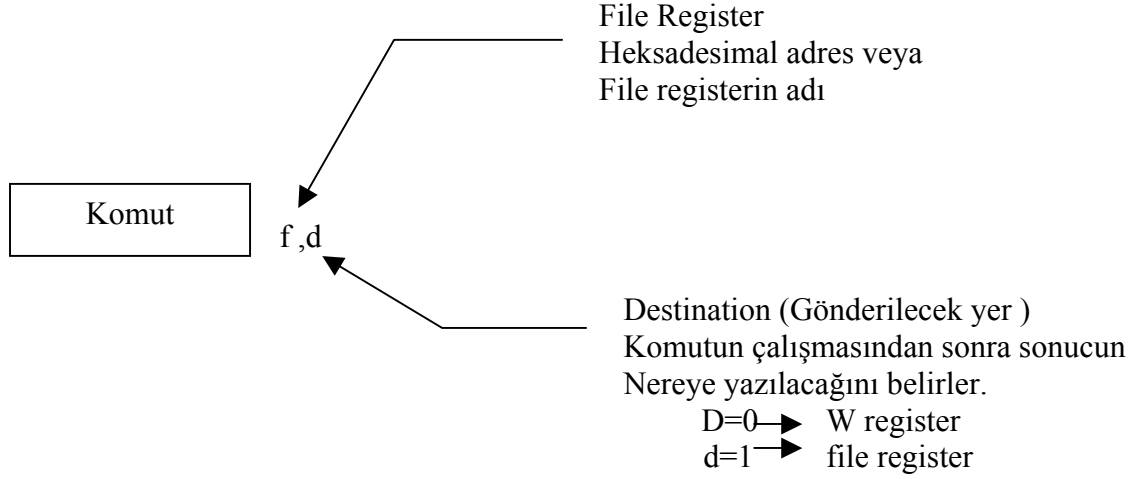 File Register
Heksadesimal adres veya
File registerin adı
Komut
f ,d
Destination (Gönderilecek yer )
Komutun çalışmasından sonra sonucun
Nereye yazılacağını belirler.
D=0 W register
d=1 file register